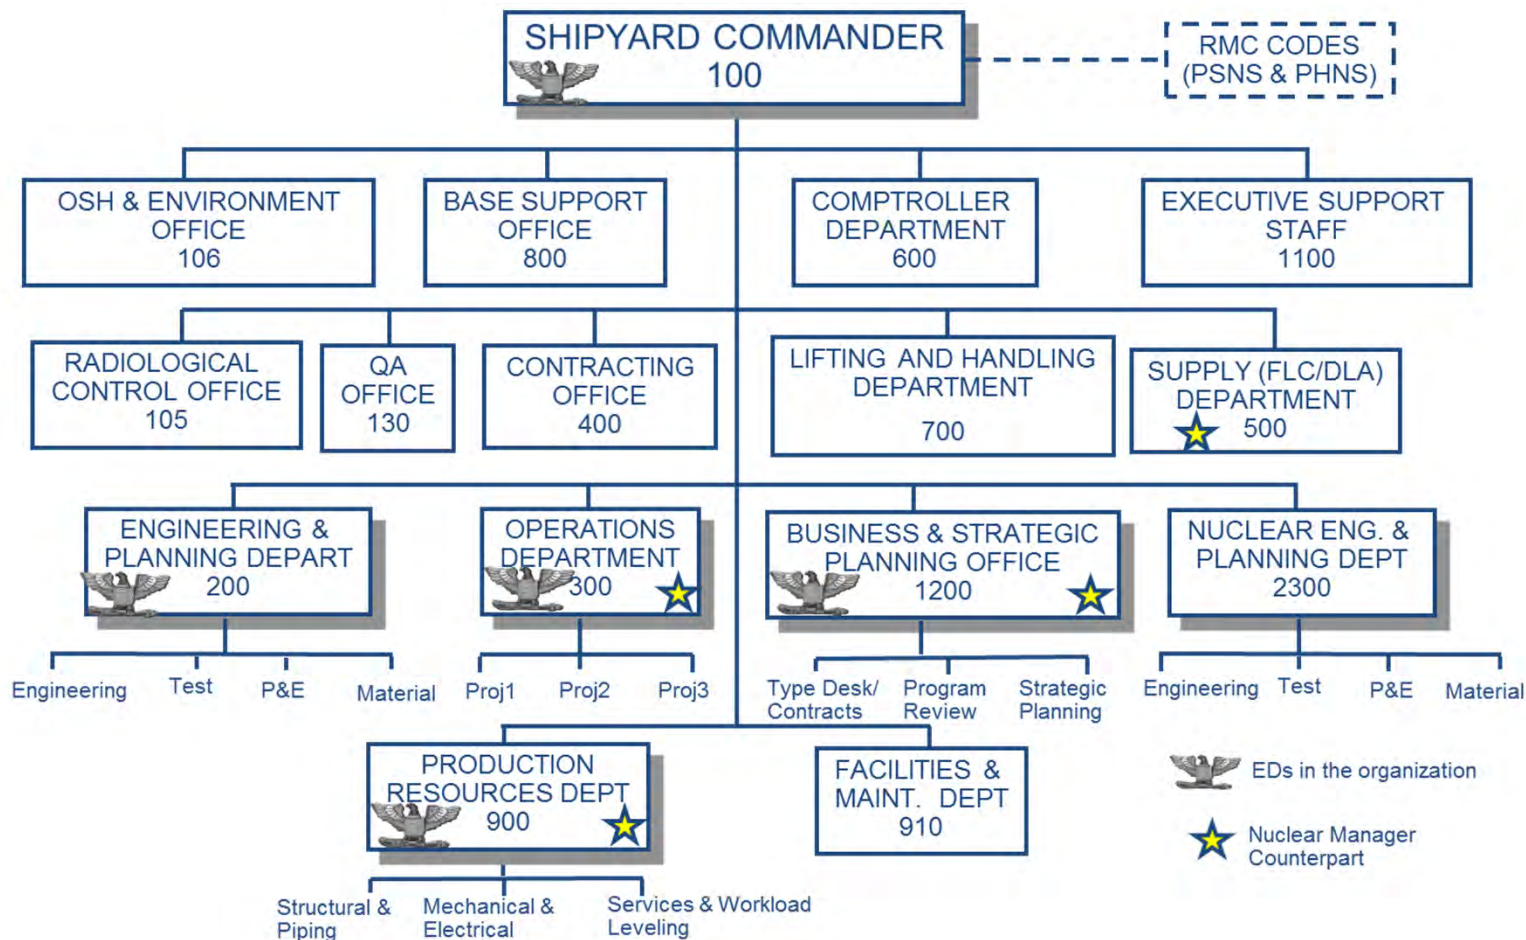 SHIPYARD COMMANDER
100
RMC CODES
(PSNS & PHNS)
OSH & ENVIRONMENT
OFFICE
106
BASE SUPPORT
OFFICE
800
COMPTROLLER
DEPARTMENT
600
EXECUTIVE SUPPORT
STAFF
1100
RADIOLOGICAL
CONTROL OFFICE
105
QA
OFFICE
130
CONTRACTING
OFFICE
400
LIFTING AND HANDLING
DEPARTMENT
700
SUPPLY (FLC/DLA)
DEPARTMENT
500
ENGINEERING &
PLANNING DEPART
200
OPERATIONS
DEPARTMENT
300
BUSINESS & STRATEGIC
PLANNING OFFICE
1200
NUCLEAR ENG. &
PLANNING DEPT
2300
Engineering
Test
P&E
Material
Proj1
Proj2
Proj3
Type Desk/
Contracts
Program
Review
Strategic
Planning
Engineering
Test
P&E
Material
PRODUCTION
RESOURCES DEPT
900
FACILITIES &
MAINT. DEPT
910
EDs in the organization
Nuclear Manager
Counterpart
Structural &
Piping
Mechanical &
Electrical
Services & Workload
Leveling